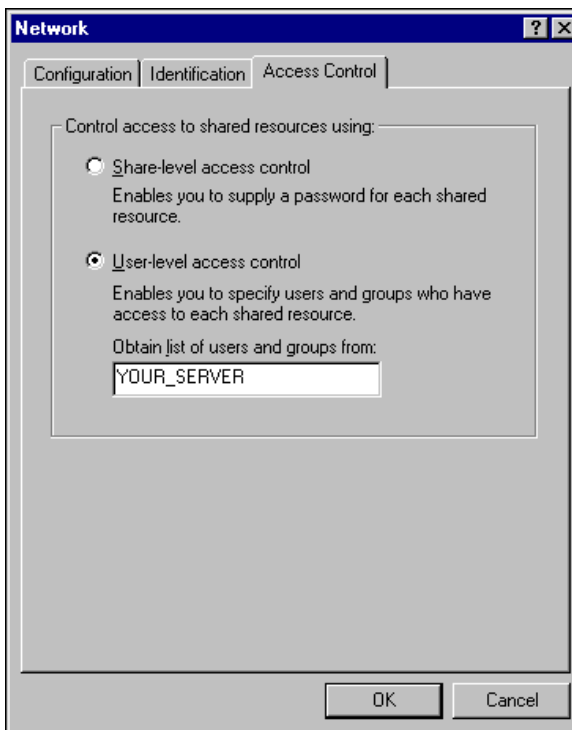 Network
Configuration Identification Access Control
Control access to shared resources using:
Share-level access control
Enables you to supply a password for each shared
resource.
User-level access control
Enables you to specify users and groups who have
access to each shared resource.
Obtain list of users and groups from:
YOUR_SERVER
OK Cancel